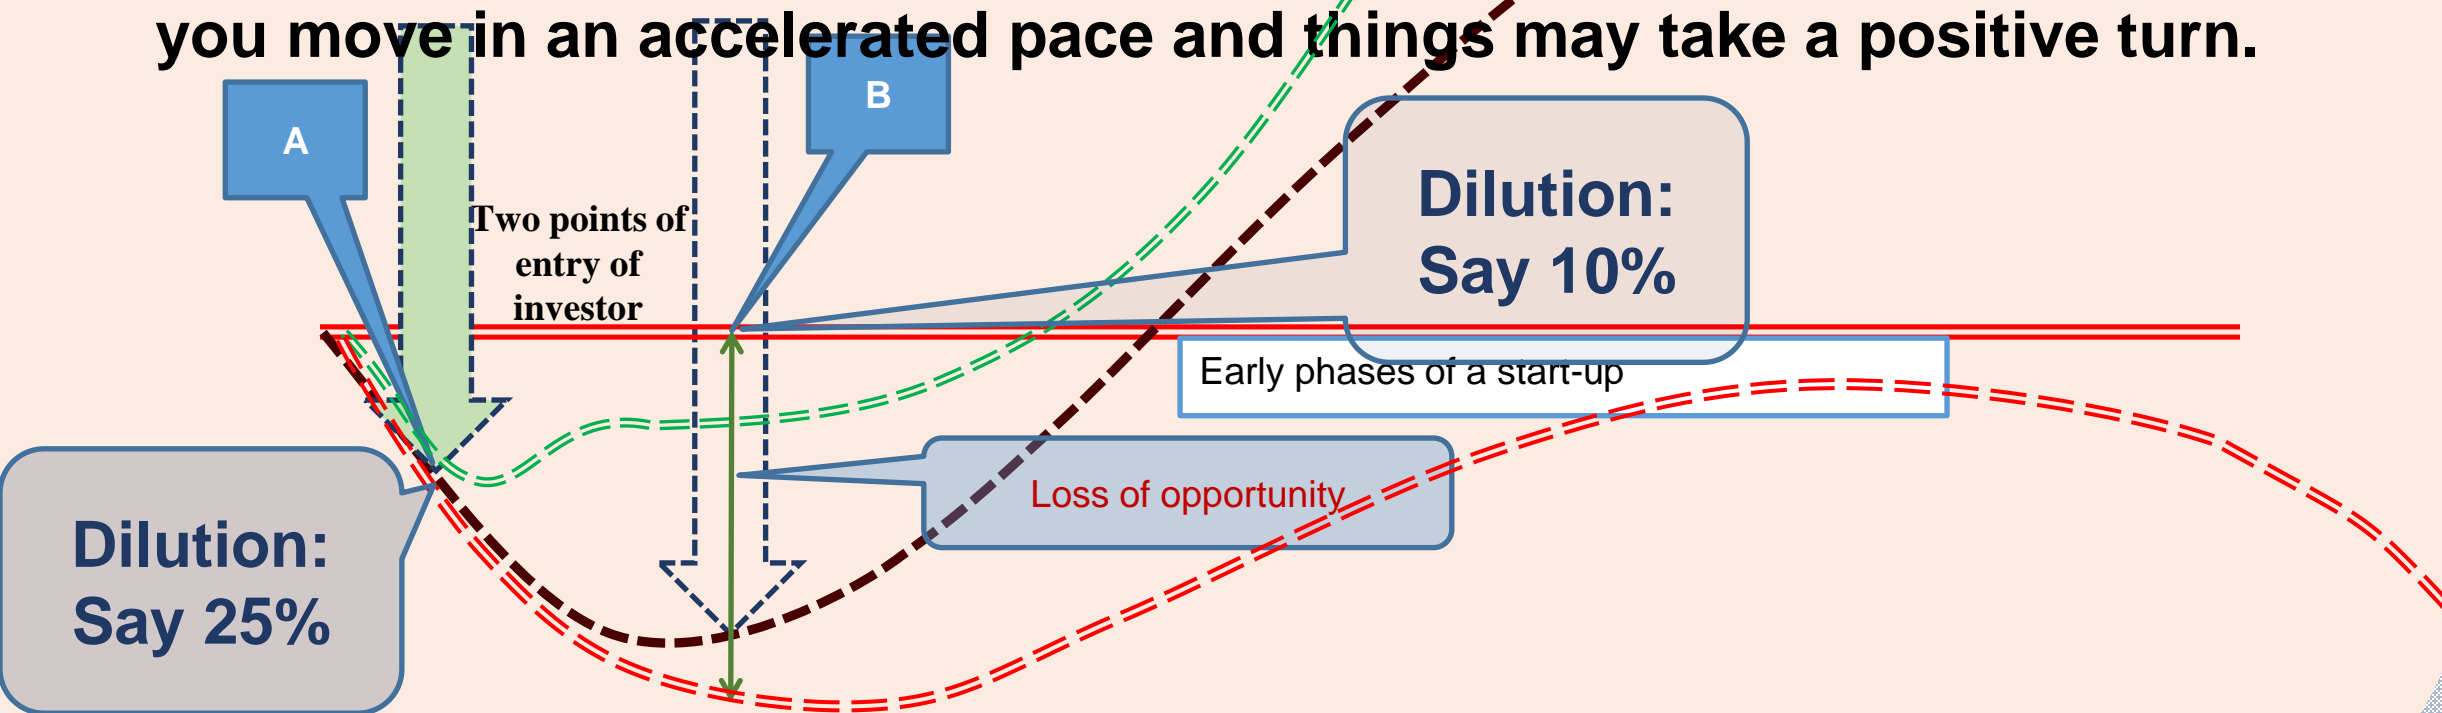 you move in an accelerated pace and things may take a positive turn.
A
B
Two points of
entry of
investor
Dilution:
Say 10%
Early phases of a start-up
Loss of opportunity
Dilution:
Say 25%